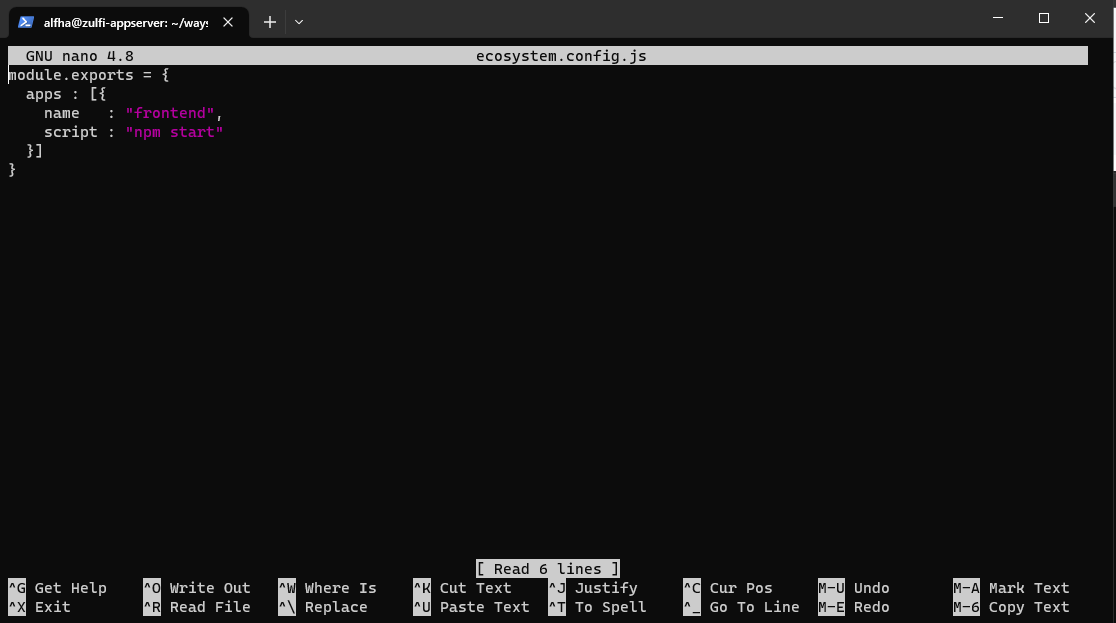 alfha@zulfi-appserver: ~/ways
GNU nano 4.8 ecosystem.config.js
module.exports = {
  apps : [{
    name   : "frontend",
    script : "npm start"
  }]
}
[ Read 6 lines ]
^G Get Help ^O Write Out ^W Where Is ^K Cut Text ^J Justify ^C Cur Pos M-U Undo M-A Mark Text
^X Exit ^R Read File ^\ Replace ^U Paste Text ^T To Spell ^_ Go To Line M-E Redo M-6 Copy Text